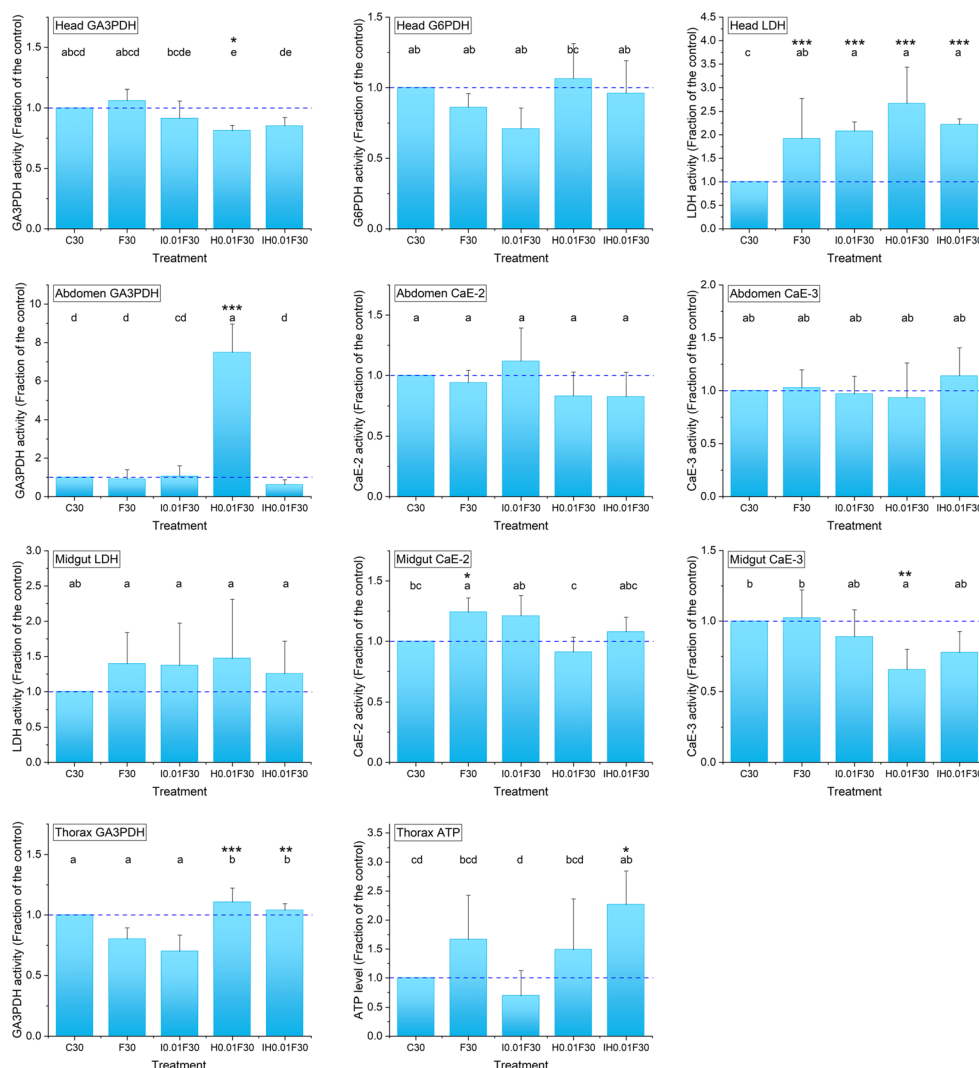 Head GA3PDH
GA3PDH activity (Fraction of the control)
1.5
1.0
0.5
0.0
*
abcd abcd bcde e de
C30 F30 I0.01F30 H0.01F30 IH0.01F30
Treatment
Head G6PDH
G6PDH activity (Fraction of the control)
1.5
1.0
0.5
0.0
ab ab ab bc ab
C30 F30 I0.01F30 H0.01F30 IH0.01F30
Treatment
Head LDH
LDH activity (Fraction of the control)
4.5
3.5
3.0
2.5
2.0
1.5
1.0
0.5
0.0
*** *** *** ***
c ab a a a
C30 F30 I0.01F30 H0.01F30 IH0.01F30
Treatment
Abdomen GA3PDH
GA3PDH activity (Fraction of the control)
10
8
6
4
2
1
0
***
d d cd a d
C30 F30 I0.01F30 H0.01F30 IH0.01F30
Treatment
Abdomen CaE-2
CaE-2 activity (Fraction of the control)
1.5
1.0
0.5
0.0
a a a a a
C30 F30 I0.01F30 H0.01F30 IH0.01F30
Treatment
Abdomen CaE-3
CaE-3 activity (Fraction of the control)
2.0
1.5
1.0
0.5
0.0
ab ab ab ab ab
C30 F30 I0.01F30 H0.01F30 IH0.01F30
Treatment
Midgut LDH
LDH activity (Fraction of the control)
3.0
2.5
2.0
1.5
1.0
0.5
0.0
ab a a a a
C30 F30 I0.01F30 H0.01F30 IH0.01F30
Treatment
Midgut CaE-2
CaE-2 activity (Fraction of the control)
1.5
1.0
0.5
0.0
*
bc a ab c abc
C30 F30 I0.01F30 H0.01F30 IH0.01F30
Treatment
Midgut CaE-3
CaE-3 activity (Fraction of the control)
1.5
1.0
0.5
0.0
**
b b ab a ab
C30 F30 I0.01F30 H0.01F30 IH0.01F30
Treatment
Thorax GA3PDH
GA3PDH activity (Fraction of the control)
1.5
1.0
0.5
0.0
*** **
a a a b b
C30 F30 I0.01F30 H0.01F30 IH0.01F30
Treatment
Thorax ATP
ATP level (Fraction of the control)
3.5
3.0
2.5
2.0
1.5
1.0
0.5
0.0
*
cd bcd d bcd ab
C30 F30 I0.01F30 H0.01F30 IH0.01F30
Treatment